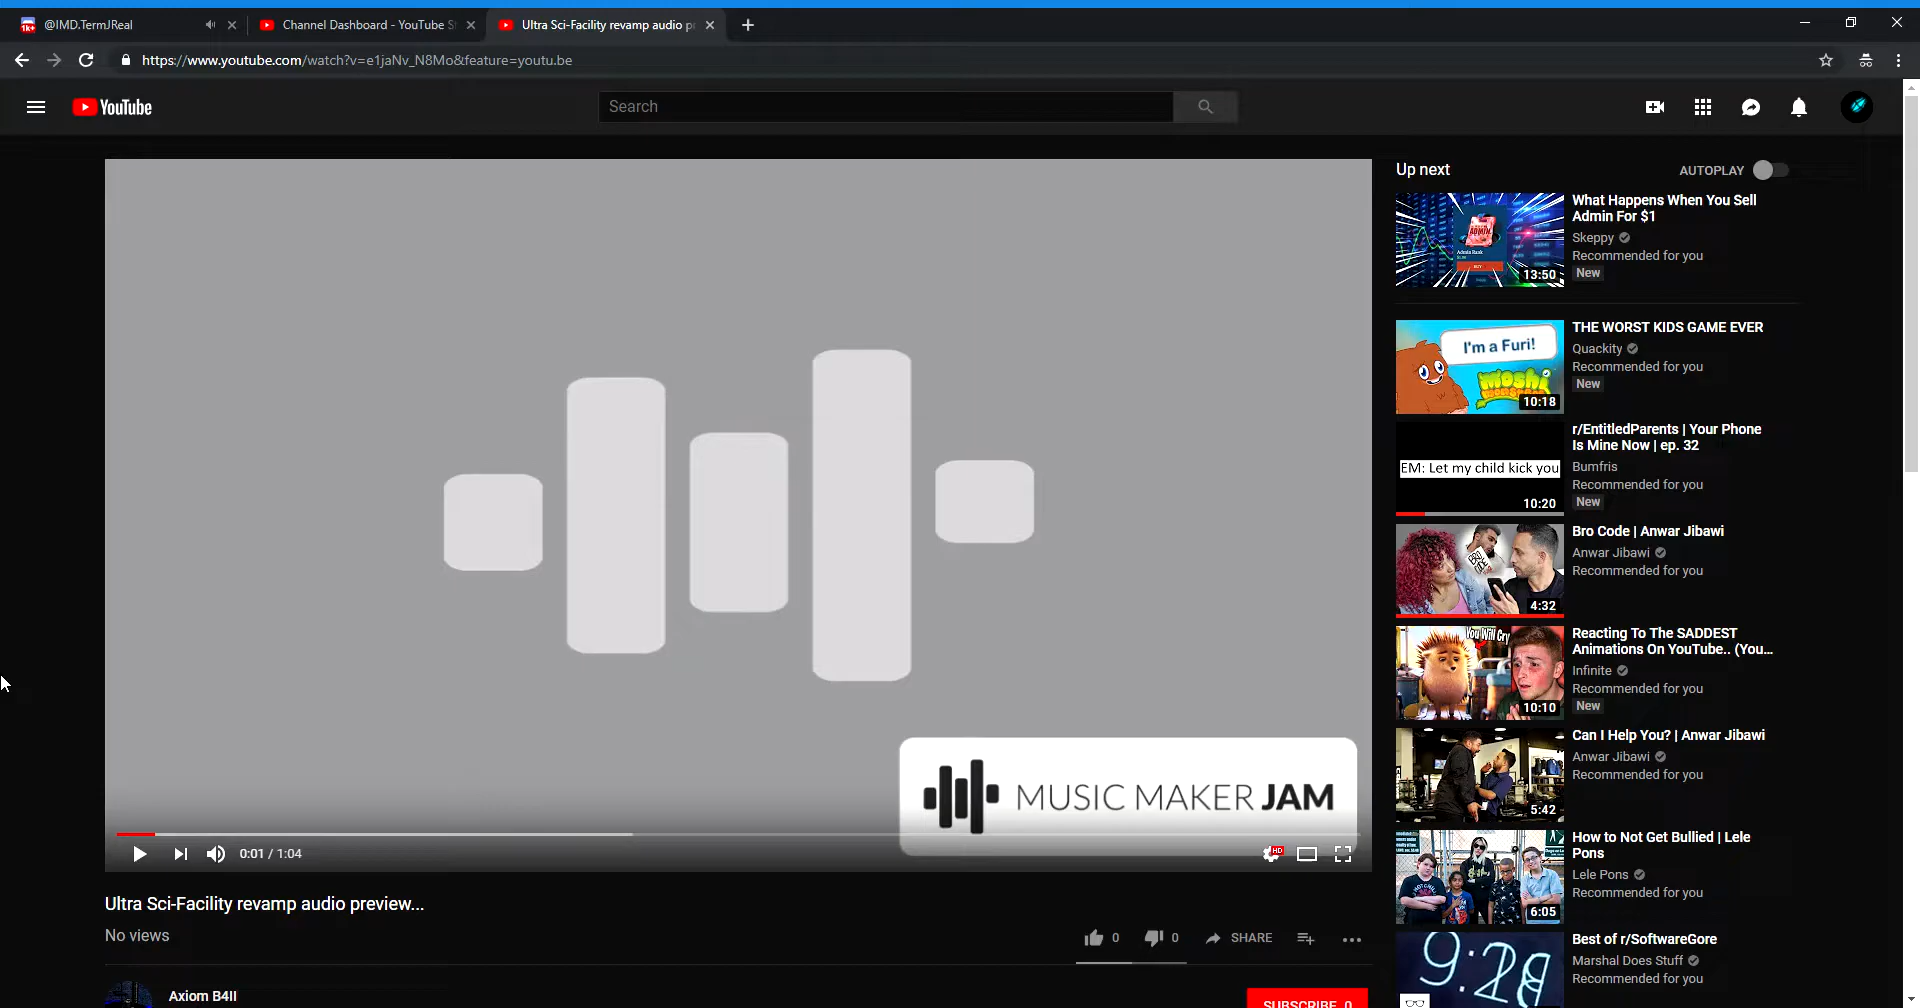 @IMD.TermJReal
Channel Dashboard - YouTube S
Ultra Sci-Facility revamp audio p
https://www.youtube.com/watch?v=e1jaNv_N8Mo&feature=youtu.be
YouTube
Search
Up next
AUTOPLAY
What Happens When You Sell
Admin For $1
Skeppy
Recommended for you
New
13:50
I'm a Furi!
moshi
monsters
10:18
THE WORST KIDS GAME EVER
Quackity
Recommended for you
New
EM: Let my child kick you
10:20
r/EntitledParents | Your Phone
Is Mine Now | ep. 32
Bumfris
Recommended for you
New
4:32
Bro Code | Anwar Jibawi
Anwar Jibawi
Recommended for you
You Will Cry
10:10
Reacting To The SADDEST
Animations On YouTube.. (You...
Infinite
Recommended for you
New
5:42
Can I Help You? | Anwar Jibawi
Anwar Jibawi
Recommended for you
6:05
How to Not Get Bullied | Lele
Pons
Lele Pons
Recommended for you
9:28
Best of r/SoftwareGore
Marshal Does Stuff
Recommended for you
MUSIC MAKER JAM
0:01 / 1:04
HD
Ultra Sci-Facility revamp audio preview...
No views
0
0
SHARE
Axiom B4II
SUBSCRIBE 0